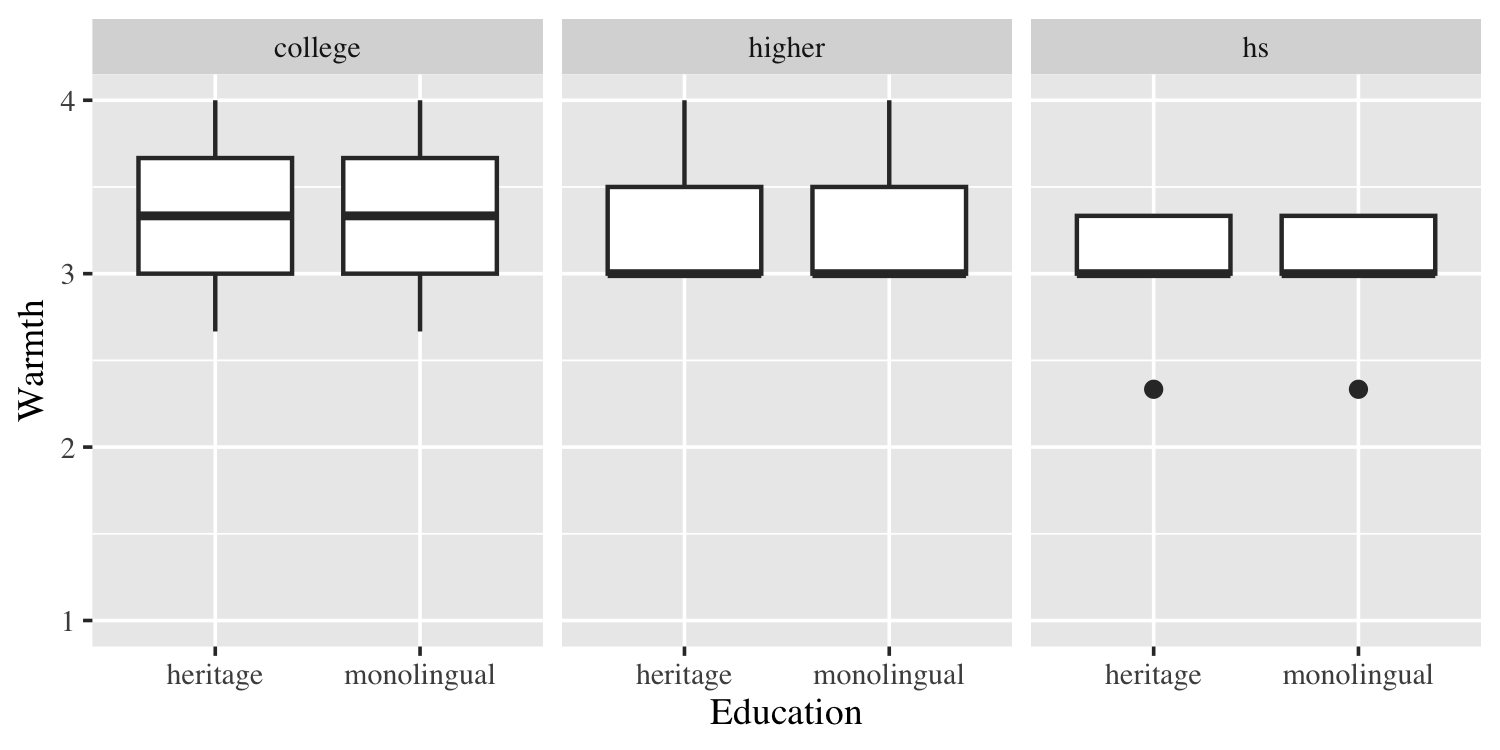 college higher hs
4
3
2
1
Warmth
heritage monolingual heritage monolingual heritage monolingual
Education